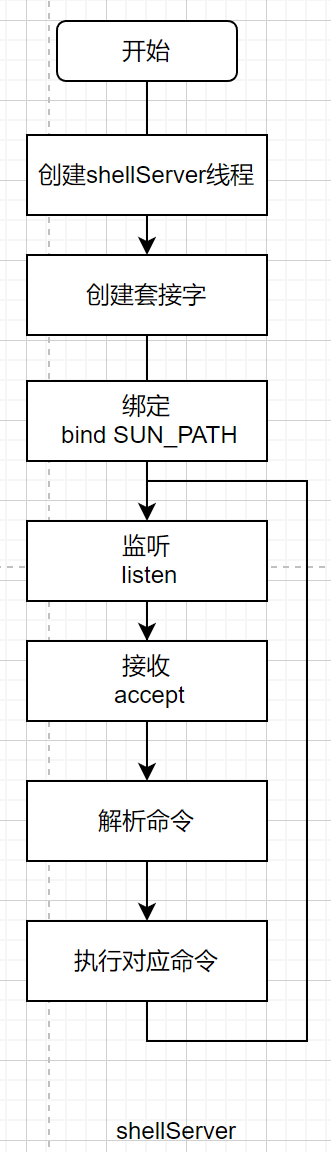 开始
创建shellServer线程
创建套接字
绑定
bind SUN_PATH
监听
listen
接收
accept
解析命令
执行对应命令
shellServer